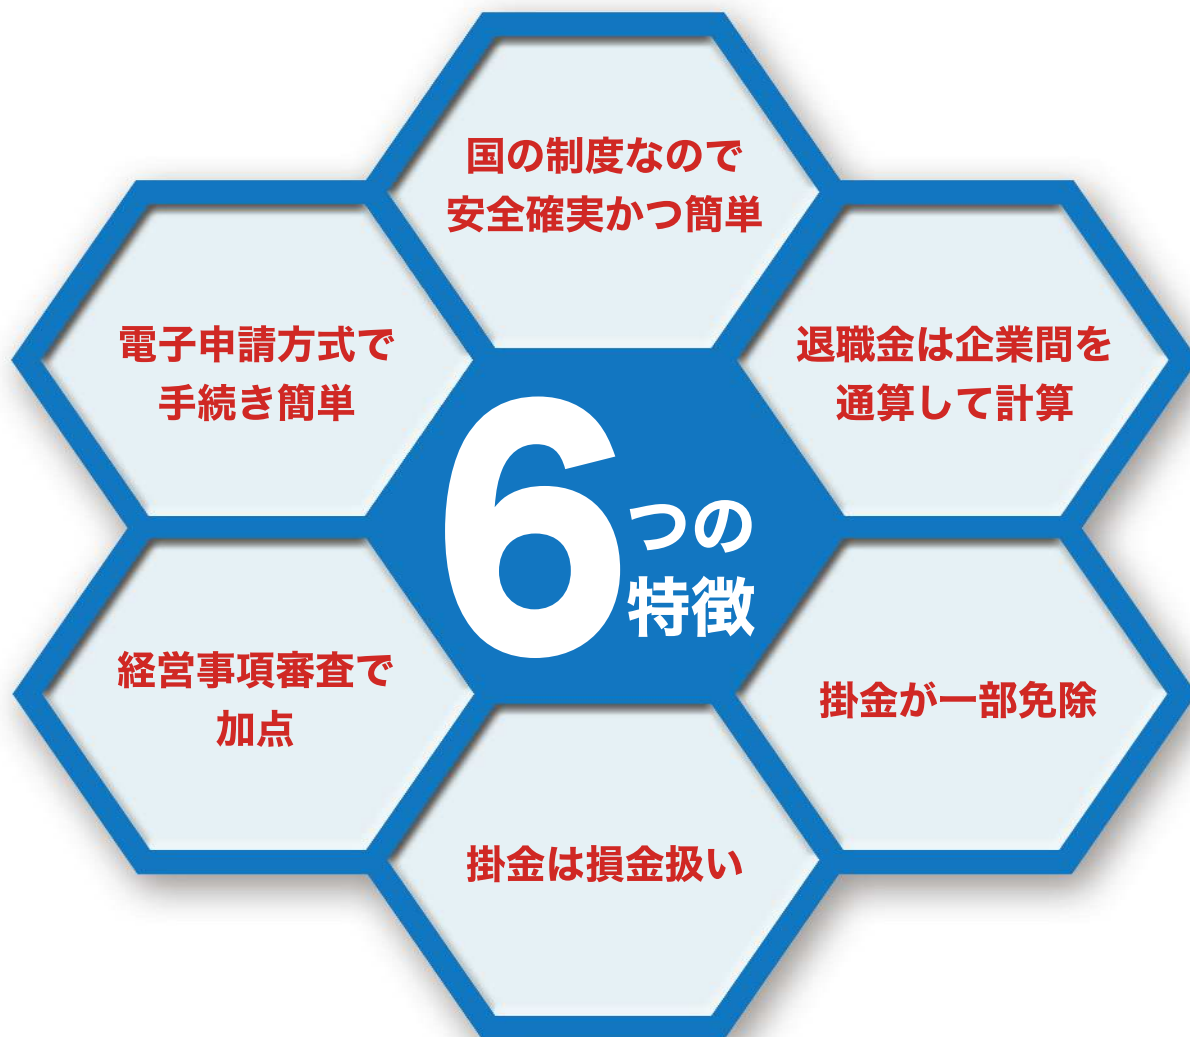 国の制度なので
安全確実かつ簡単
電子申請方式で
手続き簡単
退職金は企業間を
通算して計算
6つの
特徴
経営事項審査で
加点
掛金が一部免除
掛金は損金扱い